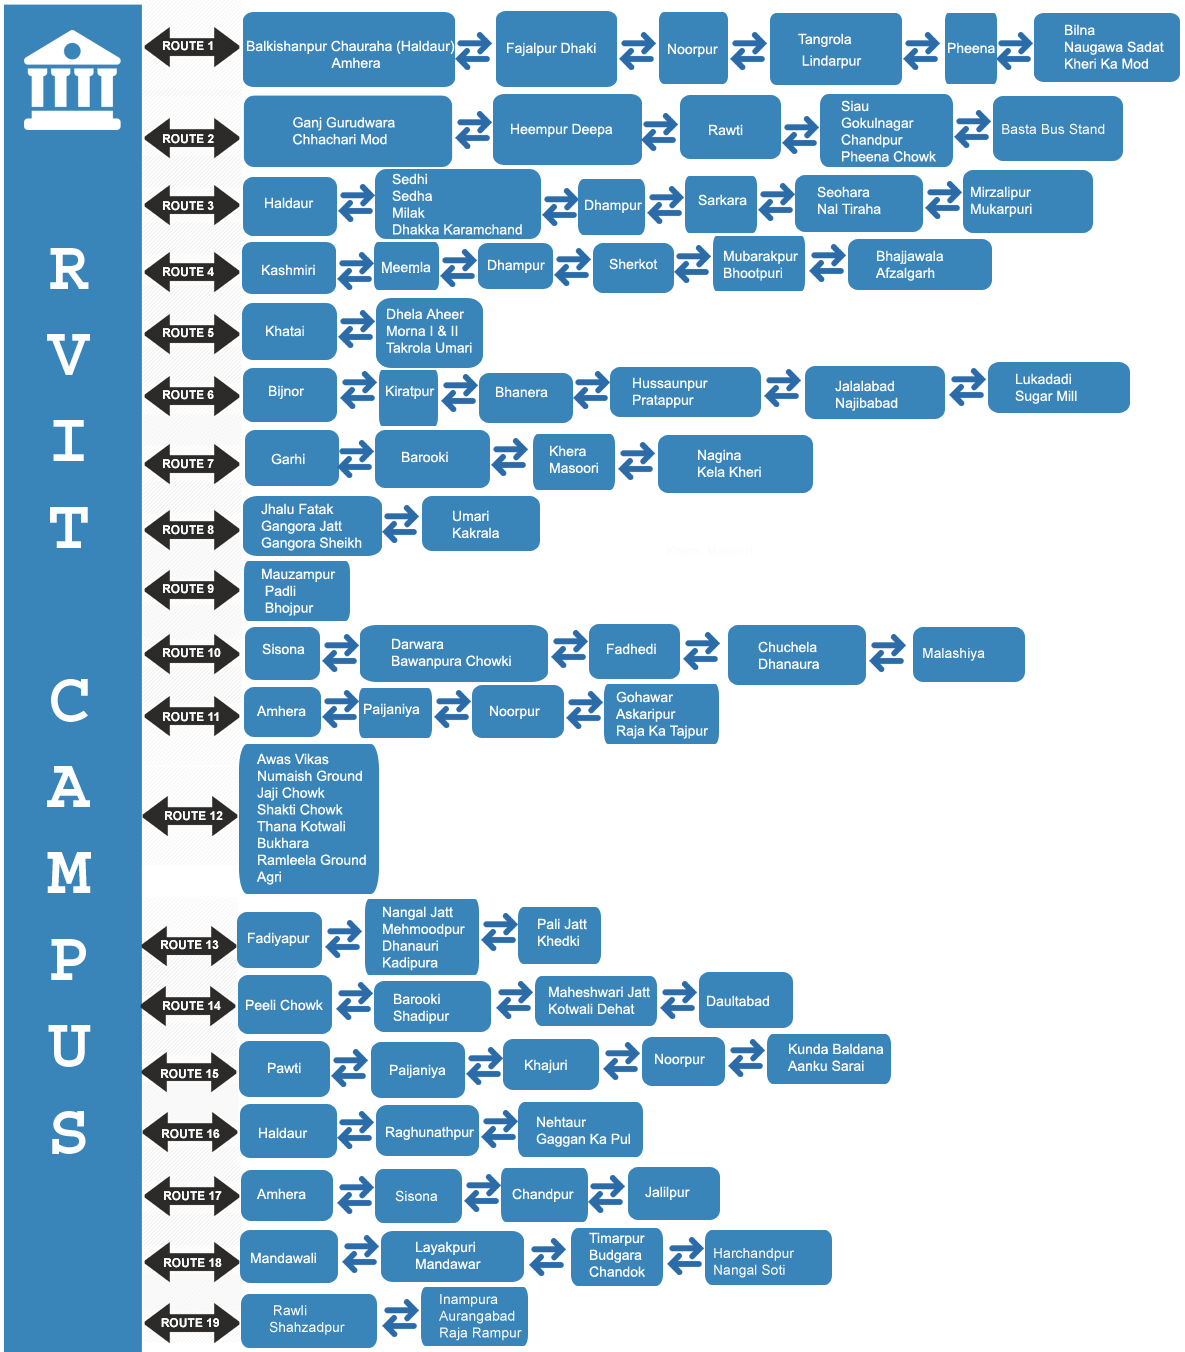 RVIT CAMPUS
ROUTE 1
Balkishanpur Chauraha (Haldaur)
Amhera
Fajalpur Dhaki
Noorpur
Tangrola
Lindarpur
Pheena
Bilna
Naugawa Sadat
Kheri Ka Mod
ROUTE 2
Ganj Gurudwara
Chhachari Mod
Heempur Deepa
Rawti
Siau
Gokulnagar
Chandpur
Pheena Chowk
Basta Bus Stand
ROUTE 3
Haldaur
Sedhi
Sedha
Milak
Dhakka Karamchand
Dhampur
Sarkara
Seohara
Nal Tiraha
Mirzalipur
Mukarpuri
ROUTE 4
Kashmiri
Meemla
Dhampur
Sherkot
Mubarakpur
Bhootpuri
Bhajjawala
Afzalgarh
ROUTE 5
Khatai
Dhela Aheer
Morna I & II
Takrola Umari
ROUTE 6
Bijnor
Kiratpur
Bhanera
Hussaunpur
Pratappur
Jalalabad
Najibabad
Lukadadi
Sugar Mill
ROUTE 7
Garhi
Barooki
Khera
Masoori
Nagina
Kela Kheri
ROUTE 8
Jhalu Fatak
Gangora Jatt
Gangora Sheikh
Umari
Kakrala
ROUTE 9
Mauzampur
Padli
Bhojpur
ROUTE 10
Sisona
Darwara
Bawanpura Chowki
Fadhedi
Chuchela
Dhanaura
Malashiya
ROUTE 11
Amhera
Paijaniya
Noorpur
Gohawar
Askaripur
Raja Ka Tajpur
ROUTE 12
Awas Vikas
Numaish Ground
Jaji Chowk
Shakti Chowk
Thana Kotwali
Bukhara
Ramleela Ground
Agri
ROUTE 13
Fadiyapur
Nangal Jatt
Mehmoodpur
Dhanauri
Kadipura
Pali Jatt
Khedki
ROUTE 14
Peeli Chowk
Barooki
Shadipur
Maheshwari Jatt
Kotwali Dehat
Daultabad
ROUTE 15
Pawti
Paijaniya
Khajuri
Noorpur
Kunda Baldana
Aanku Sarai
ROUTE 16
Haldaur
Raghunathpur
Nehtaur
Gaggan Ka Pul
ROUTE 17
Amhera
Sisona
Chandpur
Jalilpur
ROUTE 18
Mandawali
Layakpuri
Mandawar
Timarpur
Budgara
Chandok
Harchandpur
Nangal Soti
ROUTE 19
Rawli
Shahzadpur
Inampura
Aurangabad
Raja Rampur